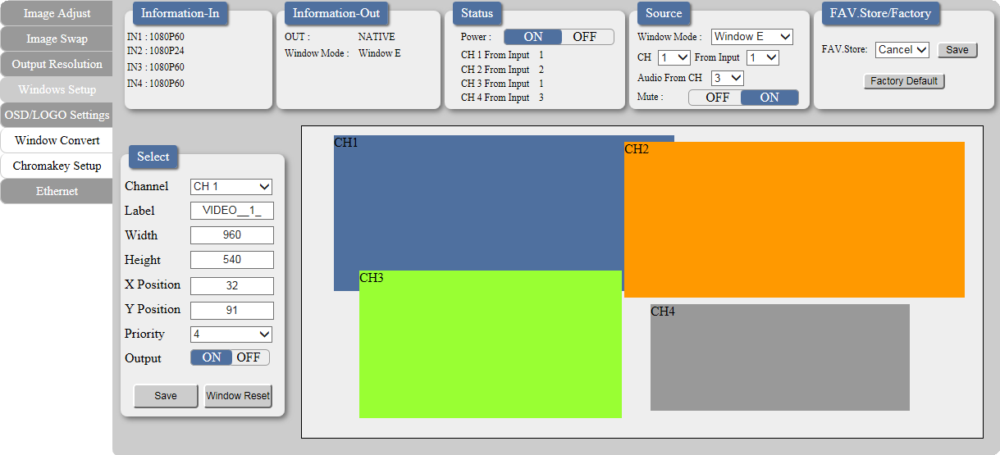 Image Adjust
Image Swap
Output Resolution
Windows Setup
OSD/LOGO Settings
Window Convert
Chromakey Setup
Ethernet
Information-In
IN1 : 1080P60
IN2 : 1080P24
IN3 : 1080P60
IN4 : 1080P60
Information-Out
OUT : NATIVE
Window Mode : Window E
Status
Power : ON OFF
CH 1 From Input 1
CH 2 From Input 2
CH 3 From Input 1
CH 4 From Input 3
Source
Window Mode : Window E
CH 1 From Input 1
Audio From CH 3
Mute : OFF ON
FAV.Store/Factory
FAV.Store: Cancel Save
Factory Default
Select
Channel CH 1
Label VIDEO__1_
Width 960
Height 540
X Position 32
Y Position 91
Priority 4
Output ON OFF
Save Window Reset
CH1
CH2
CH3
CH4